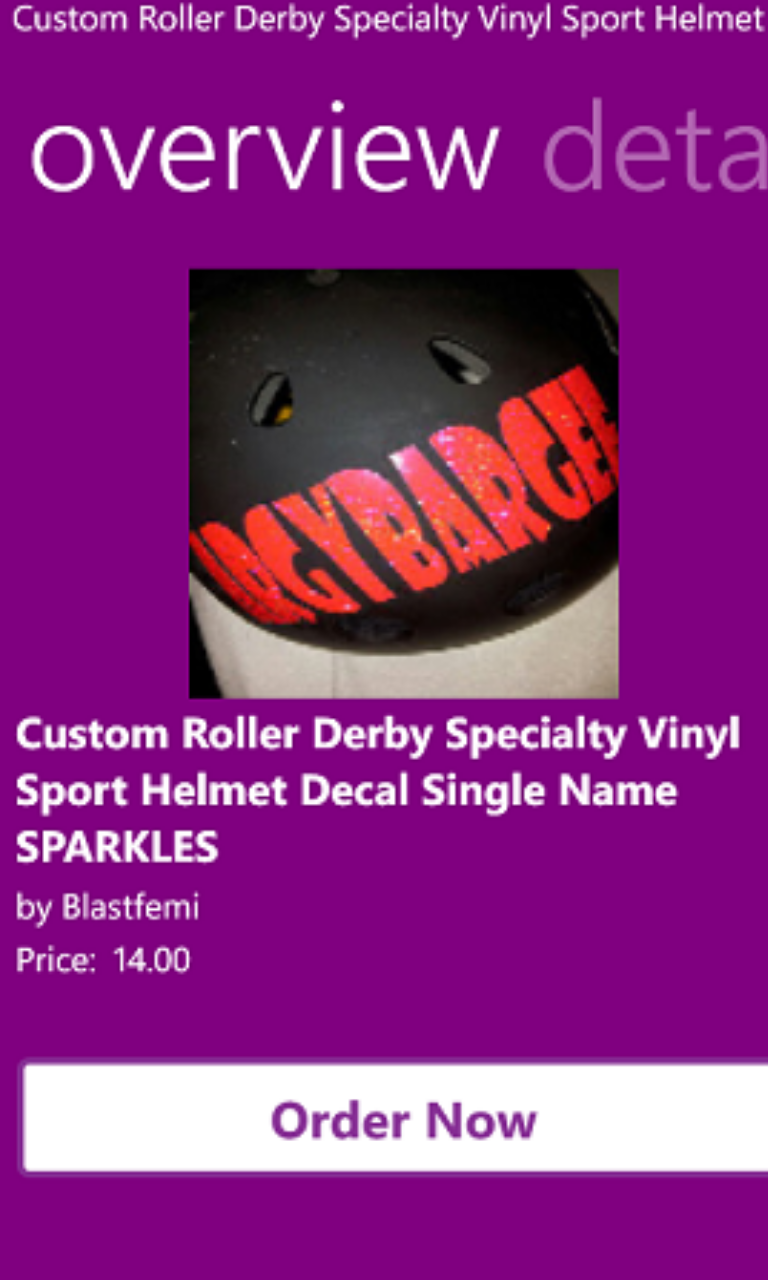 Custom Roller Derby Specialty Vinyl Sport Helmet
overview deta
Custom Roller Derby Specialty Vinyl
Sport Helmet Decal Single Name
SPARKLES
by Blastfemi
Price: 14.00
Order Now